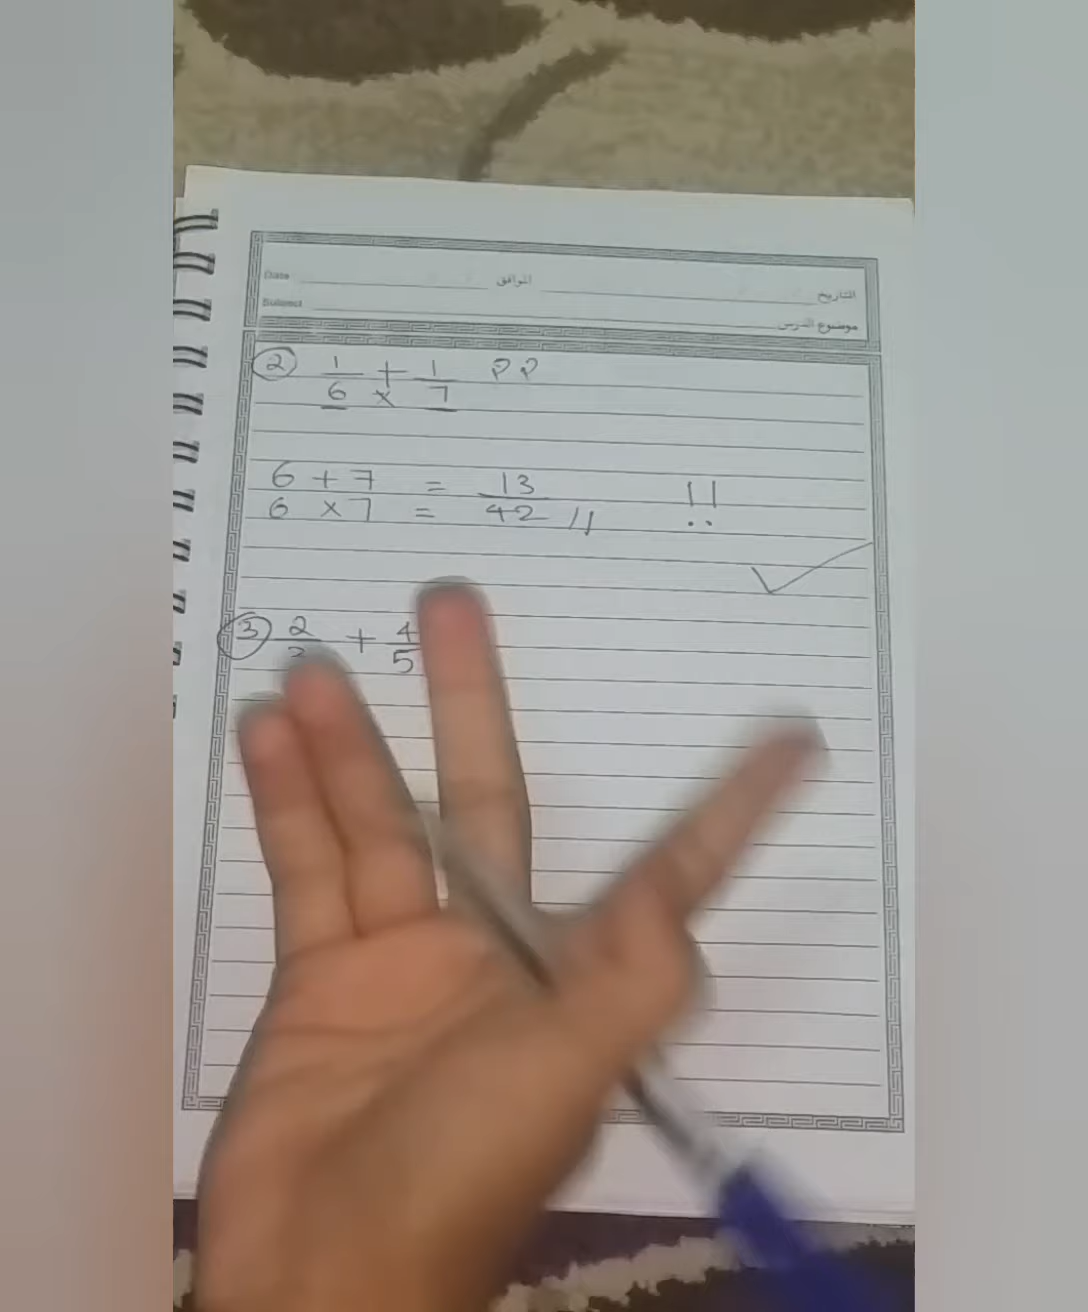 Date الموافق التاريخ
Subject موضوع الدرس
2 1/6 + 1/7 ؟؟
×
6 + 7 = 13 !!
6 × 7 = 42
3 2/ + 4/5